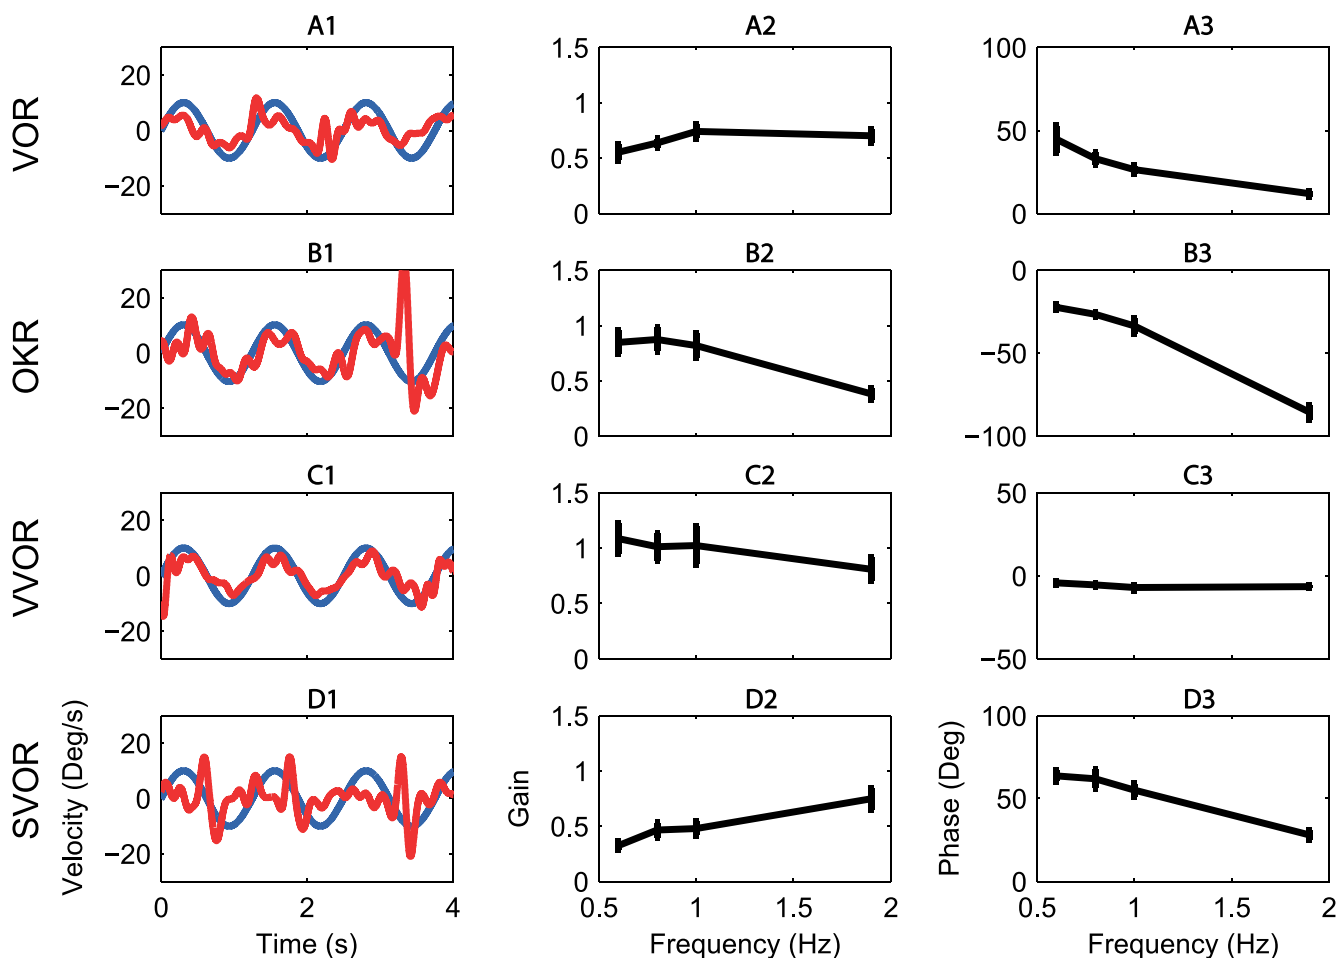 A1
A2
A3
VOR
20
0
−20
1.5
1
0.5
0
100
50
0
B1
B2
B3
OKR
20
0
−20
1.5
1
0.5
0
0
−50
−100
C1
C2
C3
VVOR
20
0
−20
1.5
1
0.5
0
50
0
−50
D1
D2
D3
SVOR
Velocity (Deg/s)
20
0
−20
Gain
1.5
1
0.5
0
Phase (Deg)
100
50
0
0 2 4
0.5 1 1.5 2
0.5 1 1.5 2
Time (s)
Frequency (Hz)
Frequency (Hz)